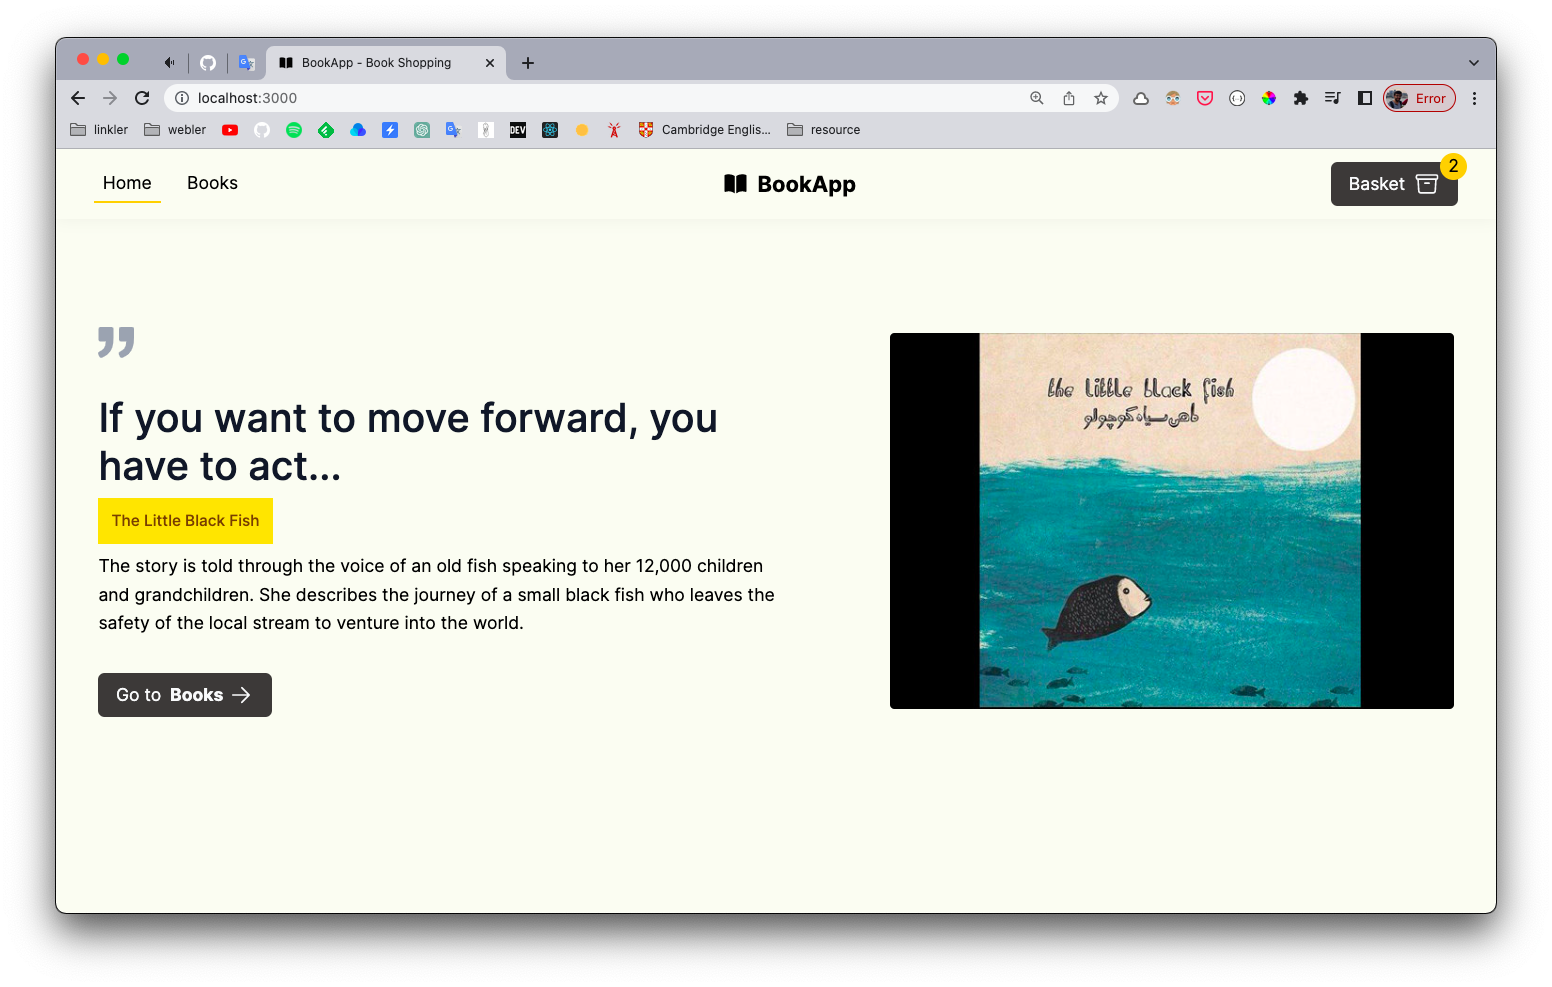 BookApp - Book Shopping
localhost:3000
Error
linkler
webler
DEV
Cambridge Englis...
resource
Home
Books
BookApp
Basket
2
If you want to move forward, you
have to act...
The Little Black Fish
The story is told through the voice of an old fish speaking to her 12,000 children
and grandchildren. She describes the journey of a small black fish who leaves the
safety of the local stream to venture into the world.
Go to Books
the little black fish
ماهی سیاه کوچولو